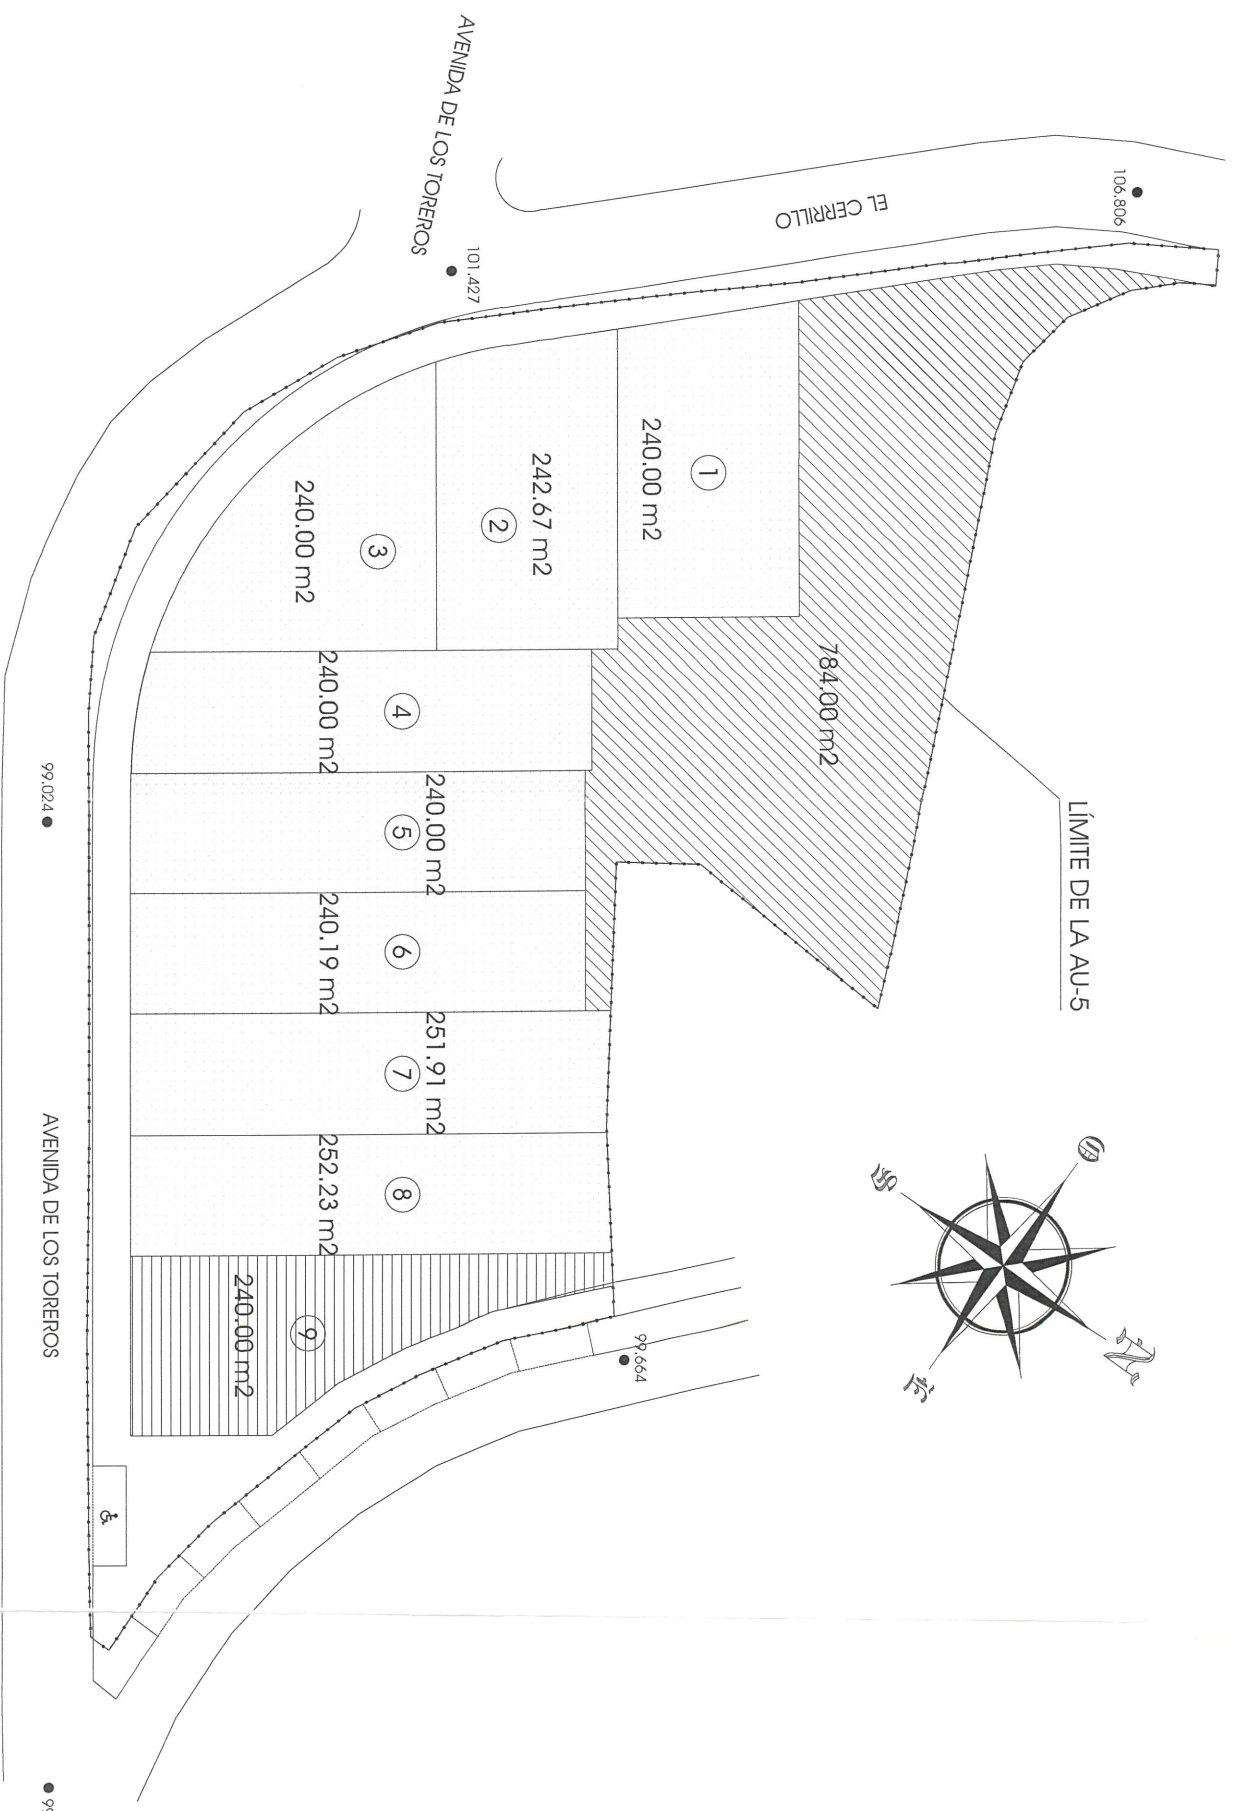 AVENIDA DE LOS TOREROS
EL CERRILLO
106.806
101.427
1
240.00 m2
242.67 m2
2
3
240.00 m2
784.00 m2
LÍMITE DE LA AU-5
4
240.00 m2
240.00 m2
5
6
240.19 m2
251.91 m2
7
8
252.23 m2
9
240.00 m2
99.664
99.024
AVENIDA DE LOS TOREROS
O
S
N
E